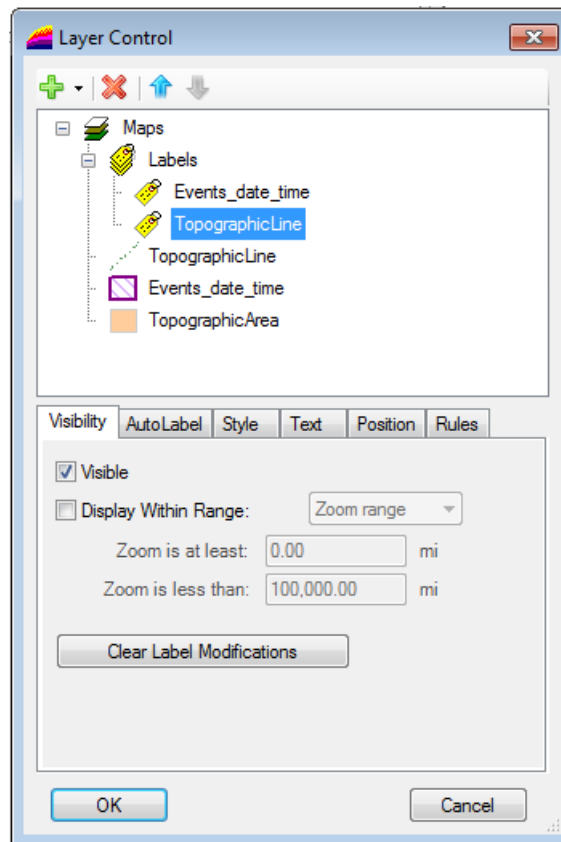 Layer Control
Maps
Labels
Events_date_time
TopographicLine
TopographicLine
Events_date_time
TopographicArea
Visibility AutoLabel Style Text Position Rules
Visible
Display Within Range: Zoom range
Zoom is at least: 0.00 mi
Zoom is less than: 100,000.00 mi
Clear Label Modifications
OK Cancel